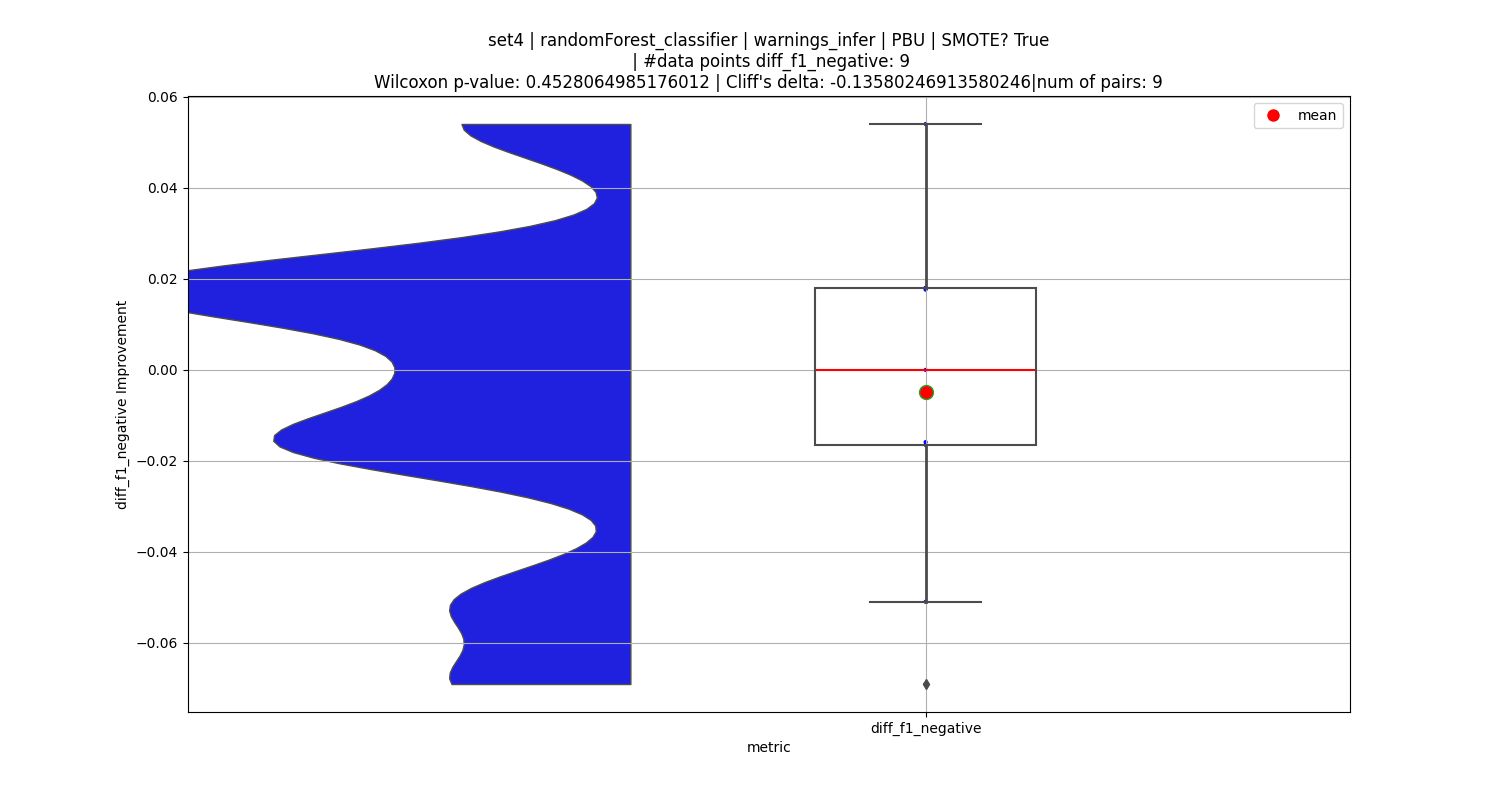 set4 | randomForest_classifier | warnings_infer | PBU | SMOTE? True
| #data points diff_f1_negative: 9
Wilcoxon p-value: 0.4528064985176012 | Cliff's delta: -0.13580246913580246|num of pairs: 9
mean
0.06
0.04
0.02
0.00
−0.02
−0.04
−0.06
diff_f1_negative Improvement
diff_f1_negative
metric